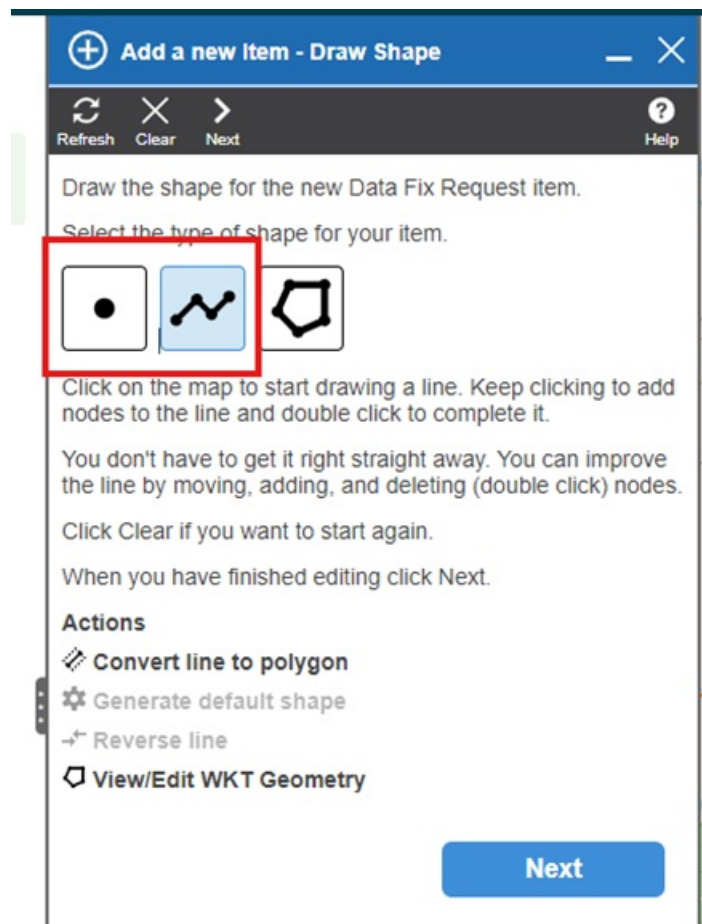 Add a new Item - Draw Shape
Refresh Clear Next Help
Draw the shape for the new Data Fix Request item.
Select the type of shape for your item.
Click on the map to start drawing a line. Keep clicking to add
nodes to the line and double click to complete it.
You don't have to get it right straight away. You can improve
the line by moving, adding, and deleting (double click) nodes.
Click Clear if you want to start again.
When you have finished editing click Next.
Actions
Convert line to polygon
Generate default shape
Reverse line
View/Edit WKT Geometry
Next